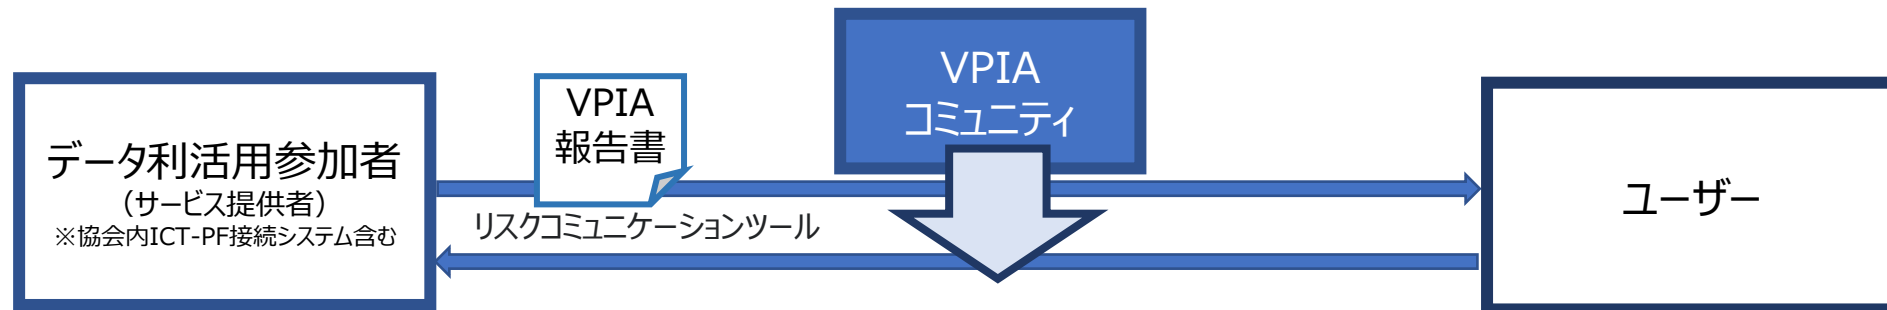 データ利活用参加者
（サービス提供者）
※協会内ICT-PF接続システム含む
VPIA
報告書
リスクコミュニケーションツール
VPIA
コミュニティ
ユーザー